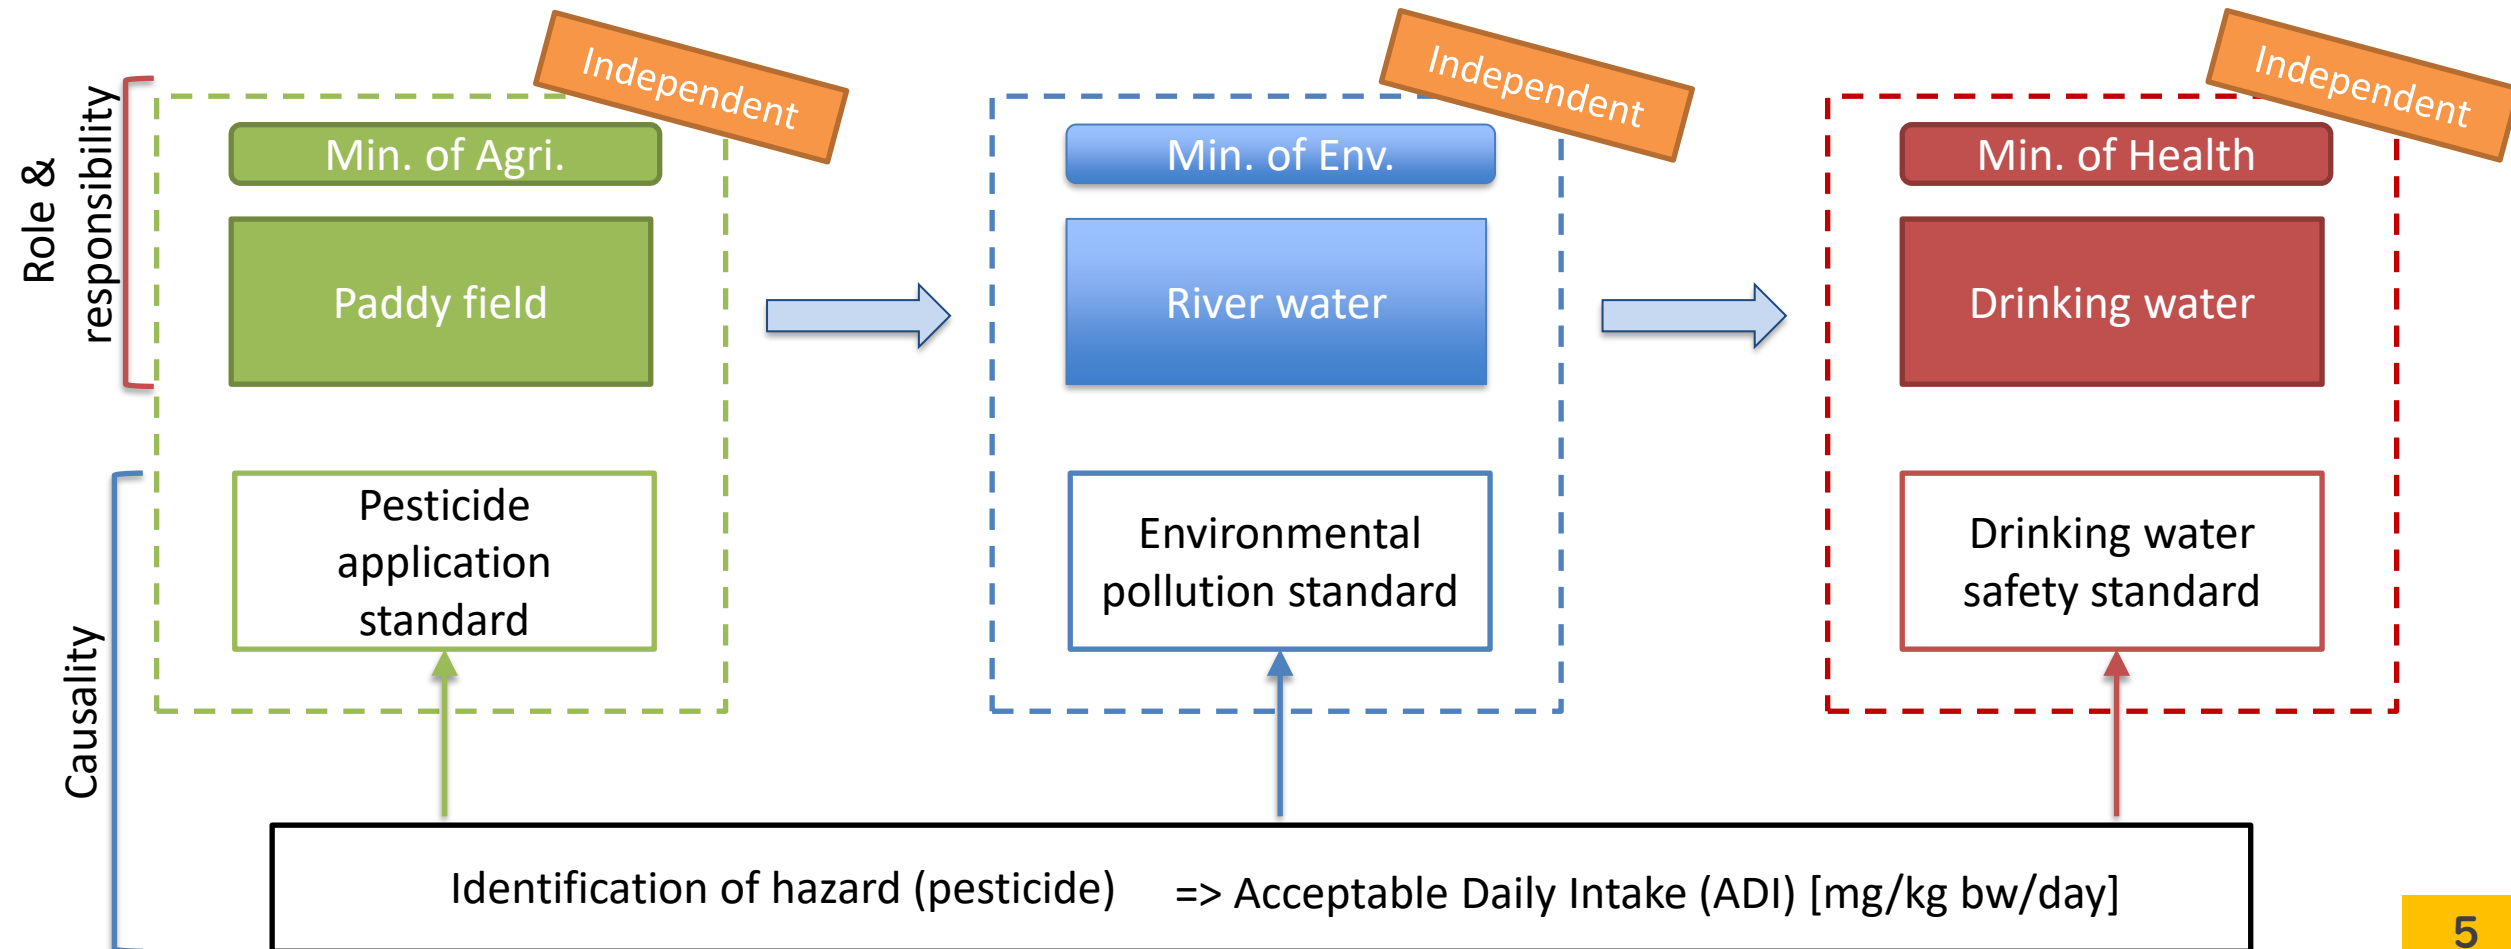 Independent
Independent
Independent
Role &
responsibility
Min. of Agri.
Min. of Env.
Min. of Health
Paddy field
River water
Drinking water
Causality
Pesticide
application
standard
Environmental
pollution standard
Drinking water
safety standard
Identification of hazard (pesticide) => Acceptable Daily Intake (ADI) [mg/kg bw/day]
5